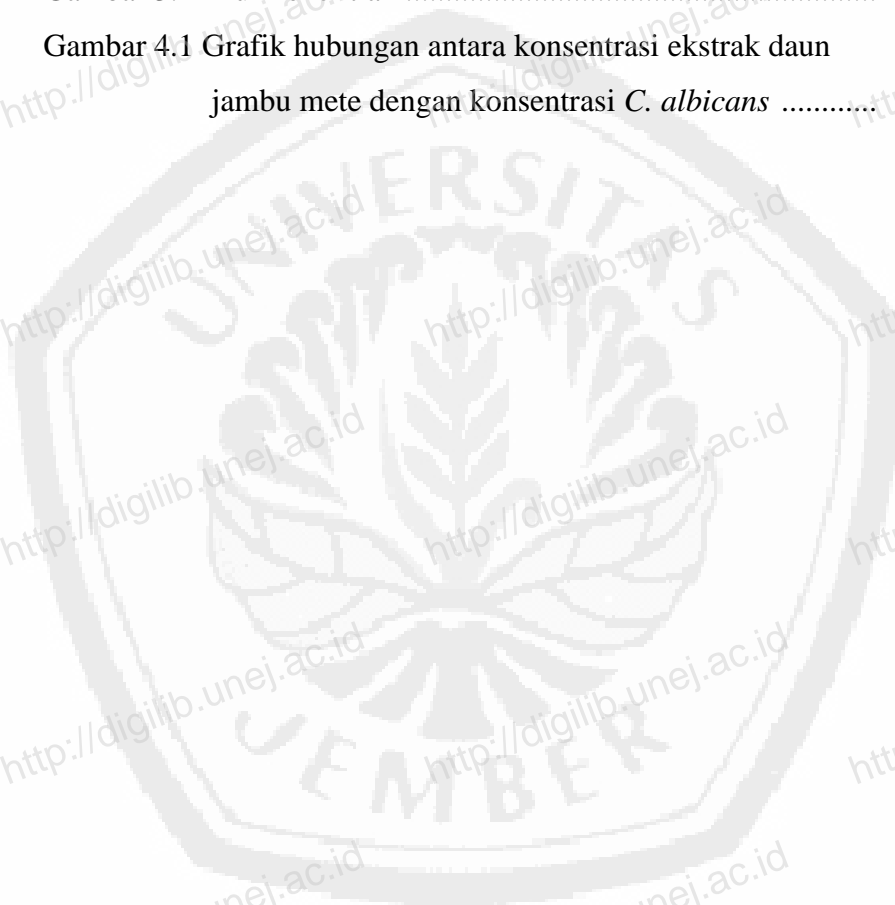 Gambar 4.1 Grafik hubungan antara konsentrasi ekstrak daun
jambu mete dengan konsentrasi C. albicans ............
UNIVERSITAS
JEMBER
http://digilib.unej.ac.id
http://digilib.unej.ac.id
http://digilib.unej.ac.id
http://digilib.unej.ac.id
http://digilib.unej.ac.id
http://digilib.unej.ac.id
http://digilib.unej.ac.id
http://digilib.unej.ac.id